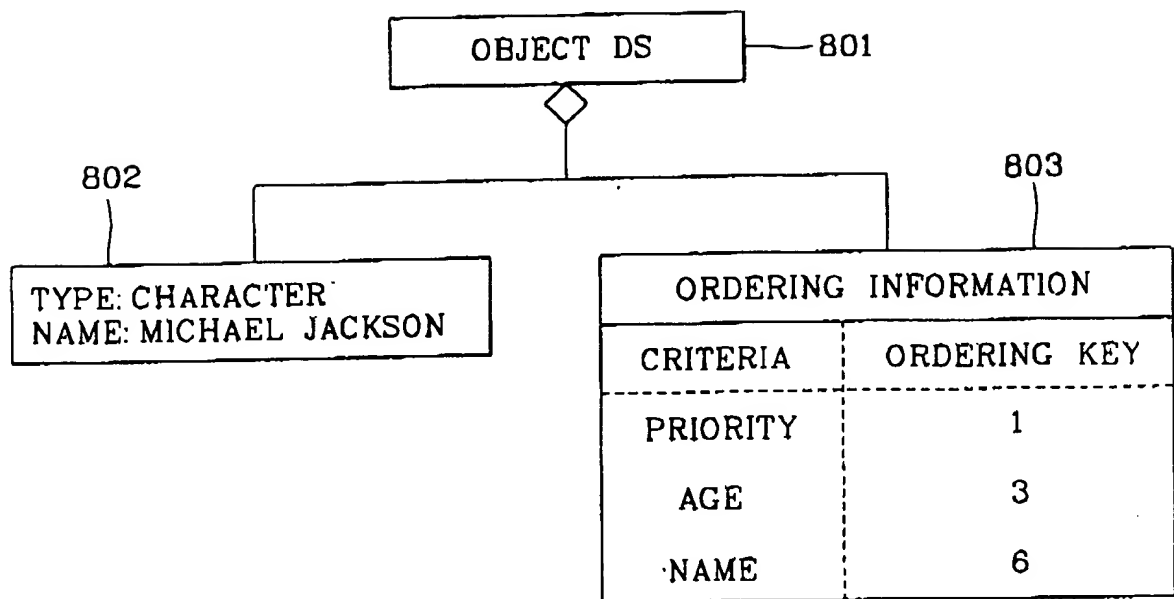 OBJECT DS
801
802
803
TYPE: CHARACTER
NAME: MICHAEL JACKSON
ORDERING INFORMATION
CRITERIA ORDERING KEY
PRIORITY 1
AGE 3
NAME 6